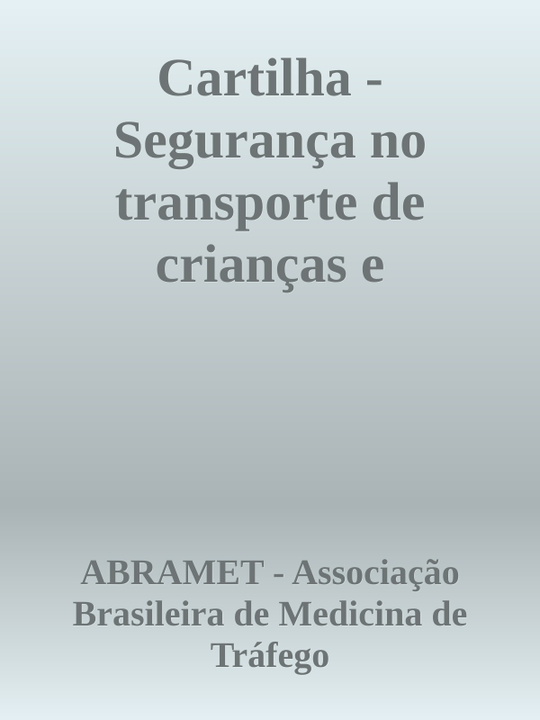 Cartilha -
Segurança no
transporte de
crianças e
ABRAMET - Associação
Brasileira de Medicina de
Tráfego